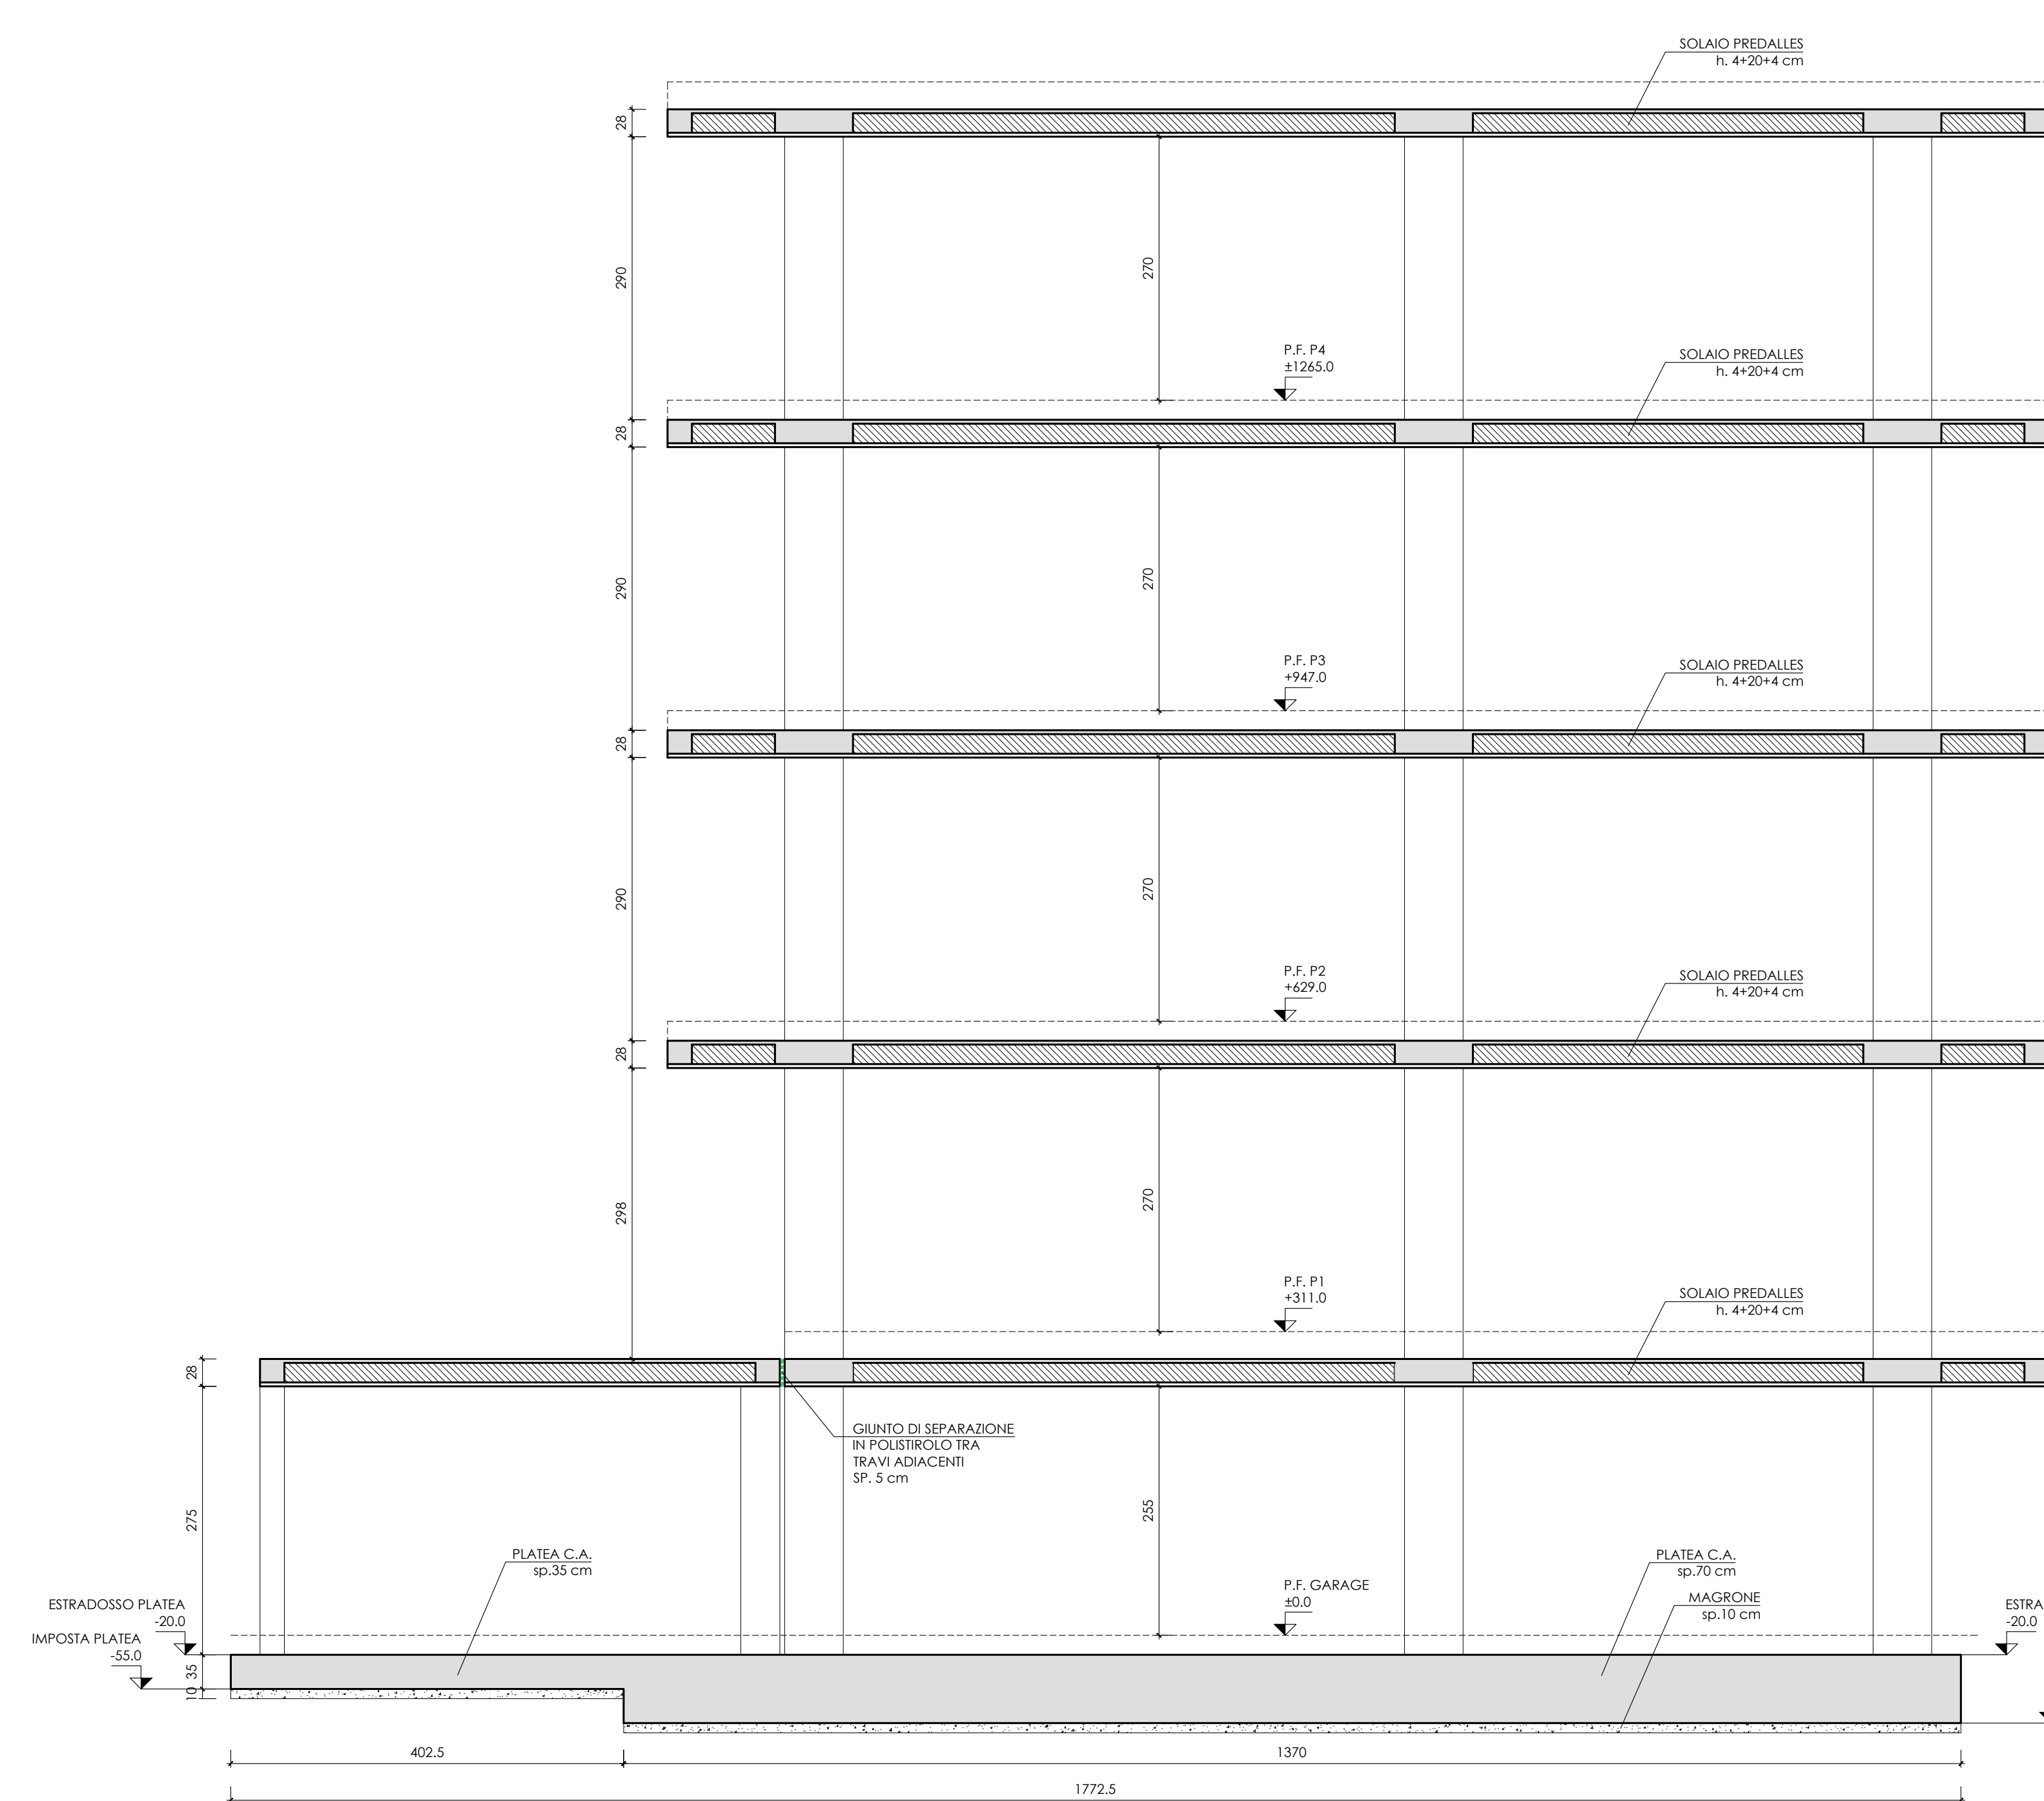 SOLAIO PREDALLES
h. 4+20+4 cm
28
290
270
P.F. P4
±1265.0
SOLAIO PREDALLES
h. 4+20+4 cm
28
290
270
P.F. P3
+947.0
SOLAIO PREDALLES
h. 4+20+4 cm
28
290
270
P.F. P2
+629.0
SOLAIO PREDALLES
h. 4+20+4 cm
28
298
270
P.F. P1
+311.0
SOLAIO PREDALLES
h. 4+20+4 cm
28
GIUNTO DI SEPARAZIONE
IN POLISTIROLO TRA
TRAVI ADIACENTI
SP. 5 cm
275
255
PLATEA C.A.
sp.35 cm
PLATEA C.A.
sp.70 cm
P.F. GARAGE
±0.0
MAGRONE
sp.10 cm
ESTRADOSSO PLATEA
-20.0
ESTRA
-20.0
IMPOSTA PLATEA
-55.0
35
10
402.5
1370
1772.5